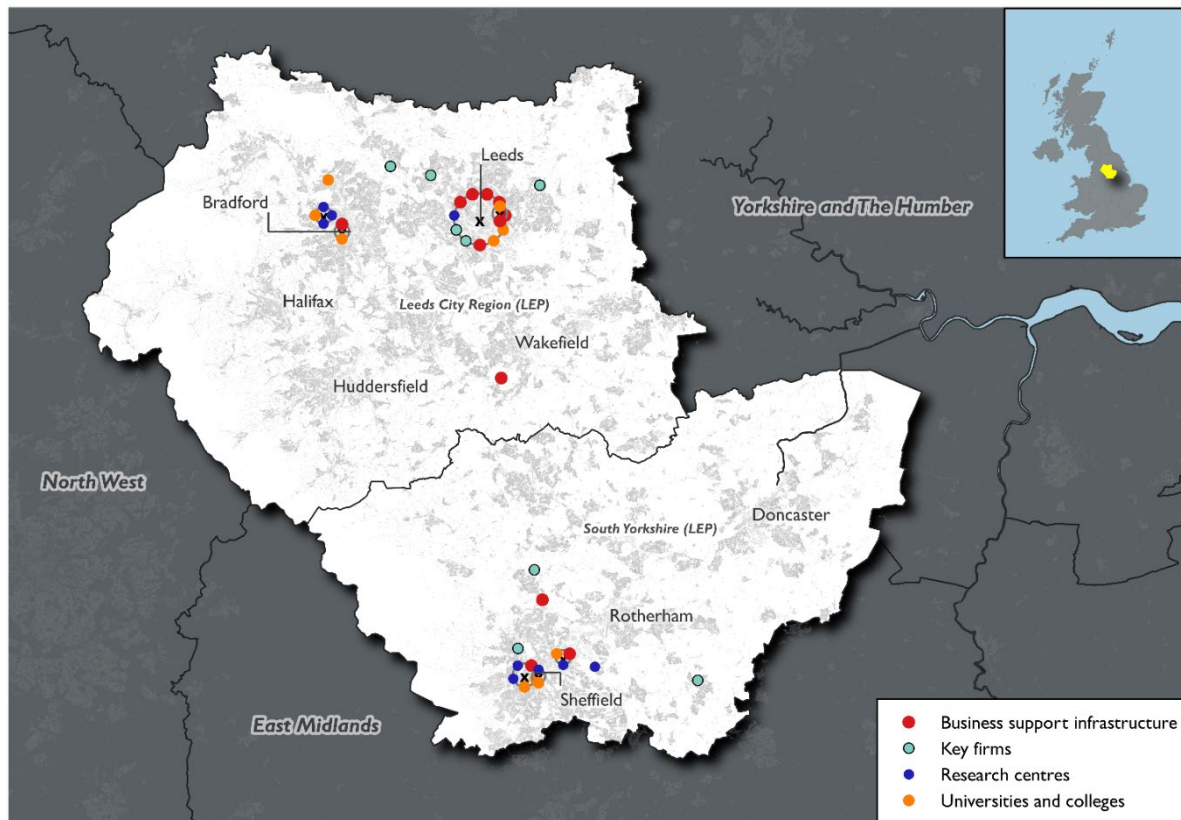 Leeds
Bradford
Yorkshire and The Humber
Halifax
Leeds City Region (LEP)
Wakefield
Huddersfield
North West
Doncaster
South Yorkshire (LEP)
Rotherham
Sheffield
East Midlands
Business support infrastructure
Key firms
Research centres
Universities and colleges